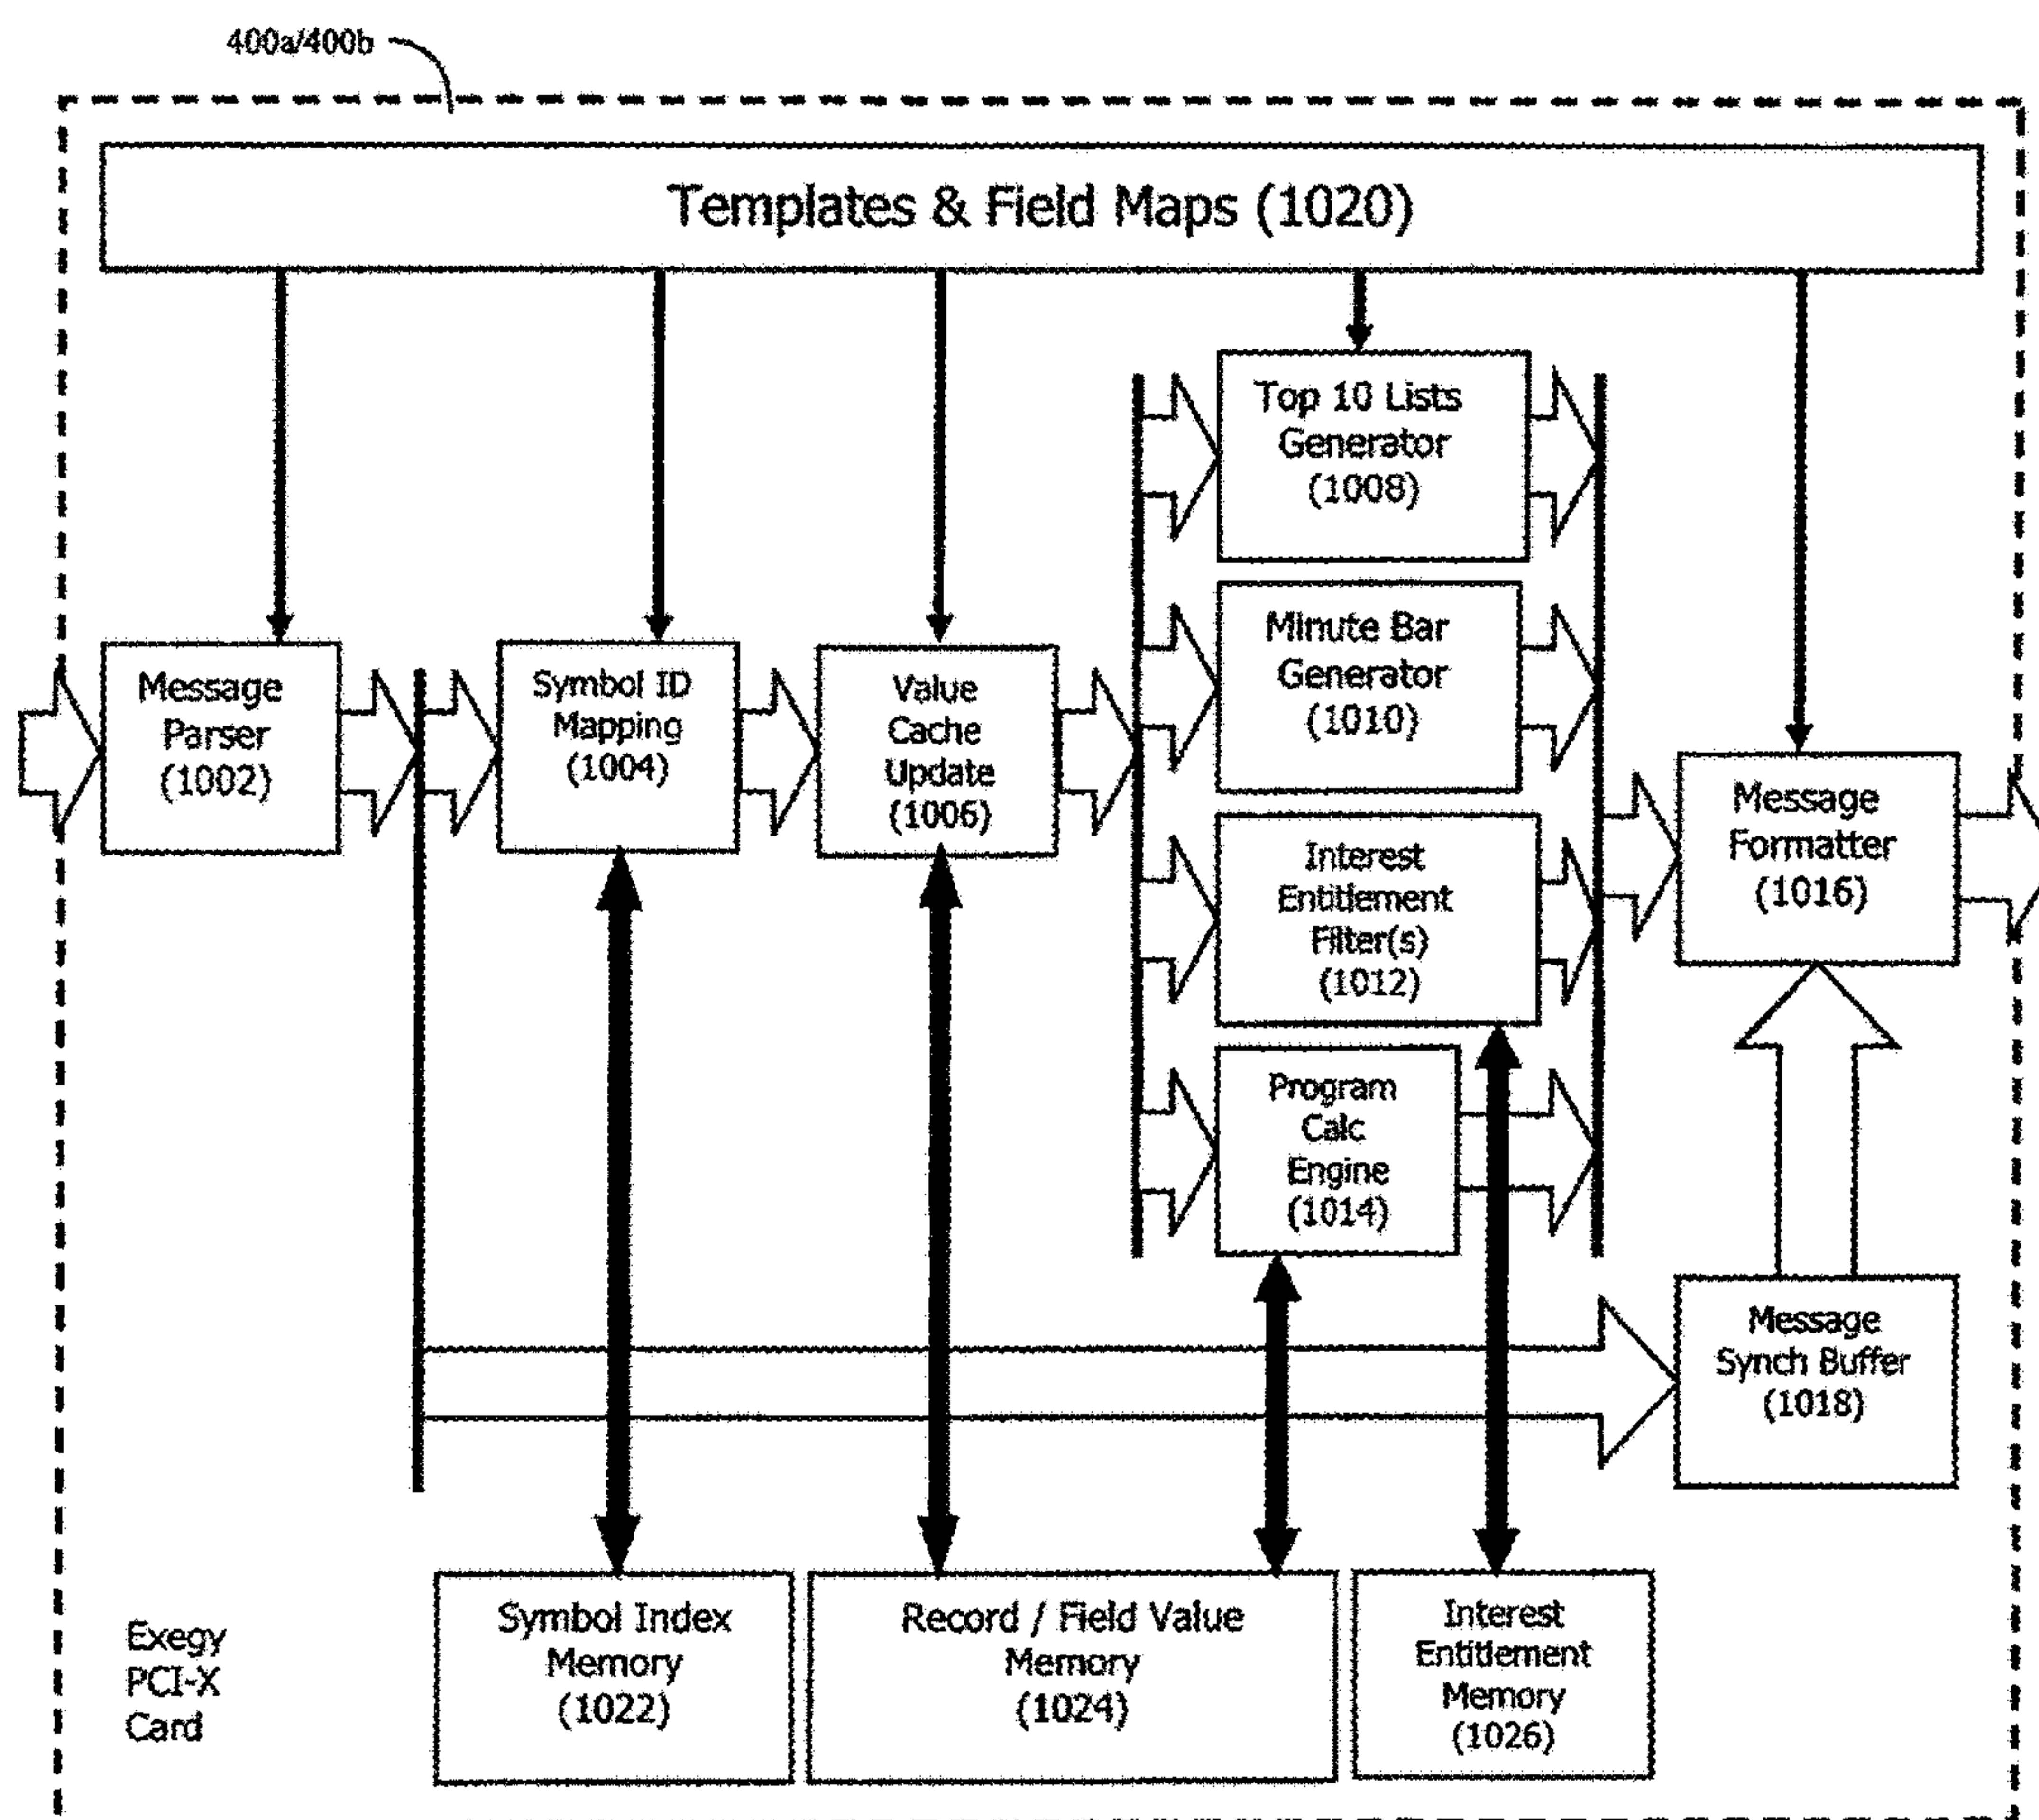 400a/400b
Templates & Field Maps (1020)
Top 10 Lists
Generator
(1008)
Minute Bar
Generator
(1010)
Message
Parser
(1002)
Symbol ID
Mapping
(1004)
Value
Cache
Update
(1006)
Interest
Entitlement
Filter(s)
(1012)
Message
Formatter
(1016)
Program
Calc
Engine
(1014)
Message
Synch Buffer
(1018)
Exegy
PCI-X
Card
Symbol Index
Memory
(1022)
Record / Field Value
Memory
(1024)
Interest
Entitlement
Memory
(1026)